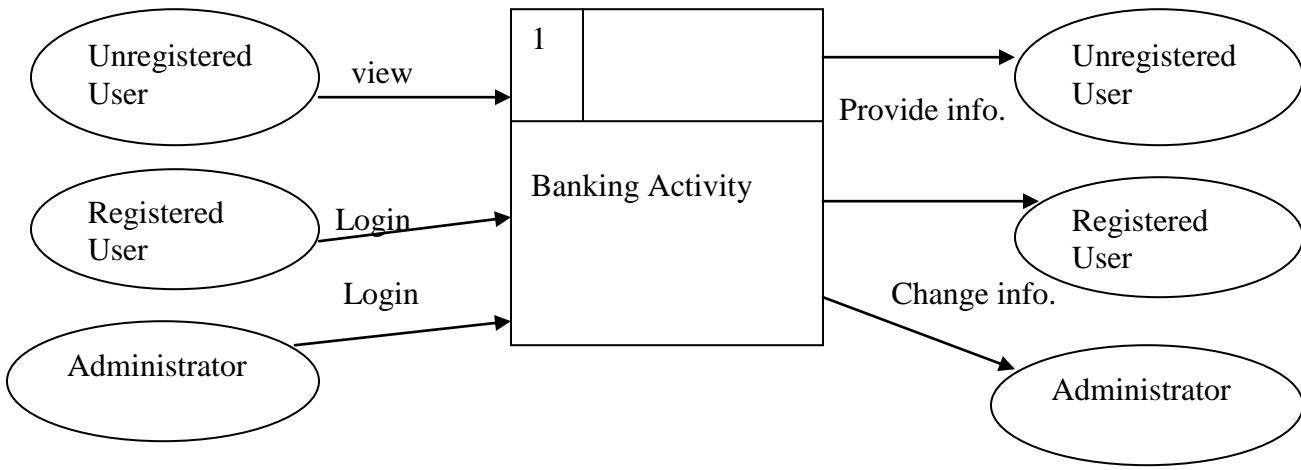 Unregistered
User
view
1
Unregistered
User
Provide info.
Banking Activity
Registered
User
Login
Registered
User
Login
Change info.
Administrator
Administrator